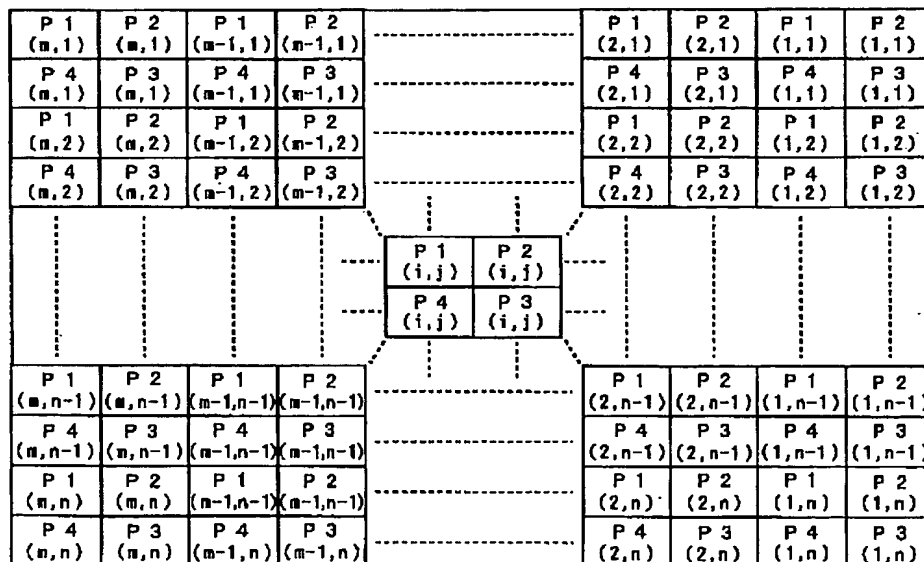 P 1 P 2 P 1 P 2 P 1 P 2 P 1 P 2
(m,1) (m,1) (m-1,1) (m-1,1) (2,1) (2,1) (1,1) (1,1)
P 4 P 3 P 4 P 3 P 4 P 3 P 4 P 3
(m,1) (m,1) (m-1,1) (m-1,1) (2,1) (2,1) (1,1) (1,1)
P 1 P 2 P 1 P 2 P 1 P 2 P 1 P 2
(m,2) (m,2) (m-1,2) (m-1,2) (2,2) (2,2) (1,2) (1,2)
P 4 P 3 P 4 P 3 P 4 P 3 P 4 P 3
(m,2) (m,2) (m-1,2) (m-1,2) (2,2) (2,2) (1,2) (1,2)
P 1 P 2
(i,j) (i,j)
P 4 P 3
(i,j) (i,j)
P 1 P 2 P 1 P 2 P 1 P 2 P 1 P 2
(m,n-1) (m,n-1) (m-1,n-1) (m-1,n-1) (2,n-1) (2,n-1) (1,n-1) (1,n-1)
P 4 P 3 P 4 P 3 P 4 P 3 P 4 P 3
(m,n-1) (m,n-1) (m-1,n-1) (m-1,n-1) (2,n-1) (2,n-1) (1,n-1) (1,n-1)
P 1 P 2 P 1 P 2 P 1 P 2 P 1 P 2
(m,n) (m,n) (m-1,n-1) (m-1,n-1) (2,n) (2,n) (1,n) (1,n)
P 4 P 3 P 4 P 3 P 4 P 3 P 4 P 3
(m,n) (m,n) (m-1,n) (m-1,n) (2,n) (2,n) (1,n) (1,n)